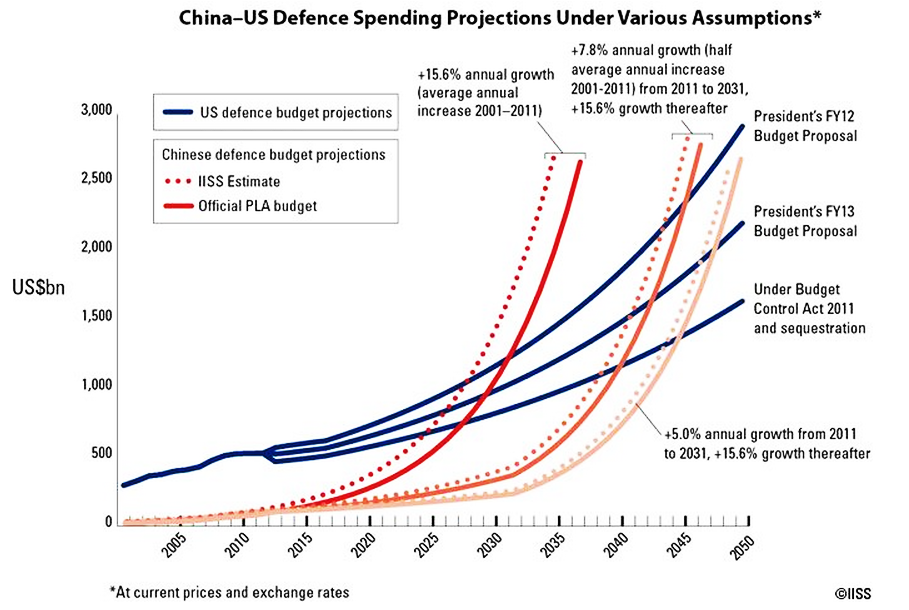 China–US Defence Spending Projections Under Various Assumptions*
+7.8% annual growth (half
average annual increase
2001-2011) from 2011 to 2031,
+15.6% growth thereafter
+15.6% annual growth
(average annual
increase 2001–2011)
US defence budget projections
Chinese defence budget projections
IISS Estimate
Official PLA budget
President's FY12
Budget Proposal
President's FY13
Budget Proposal
Under Budget
Control Act 2011
and sequestration
+5.0% annual growth from 2011
to 2031, +15.6% growth thereafter
US$bn
3,000
2,500
2,000
1,500
1,000
500
0
2005
2010
2015
2020
2025
2030
2035
2040
2045
2050
*At current prices and exchange rates
©IISS